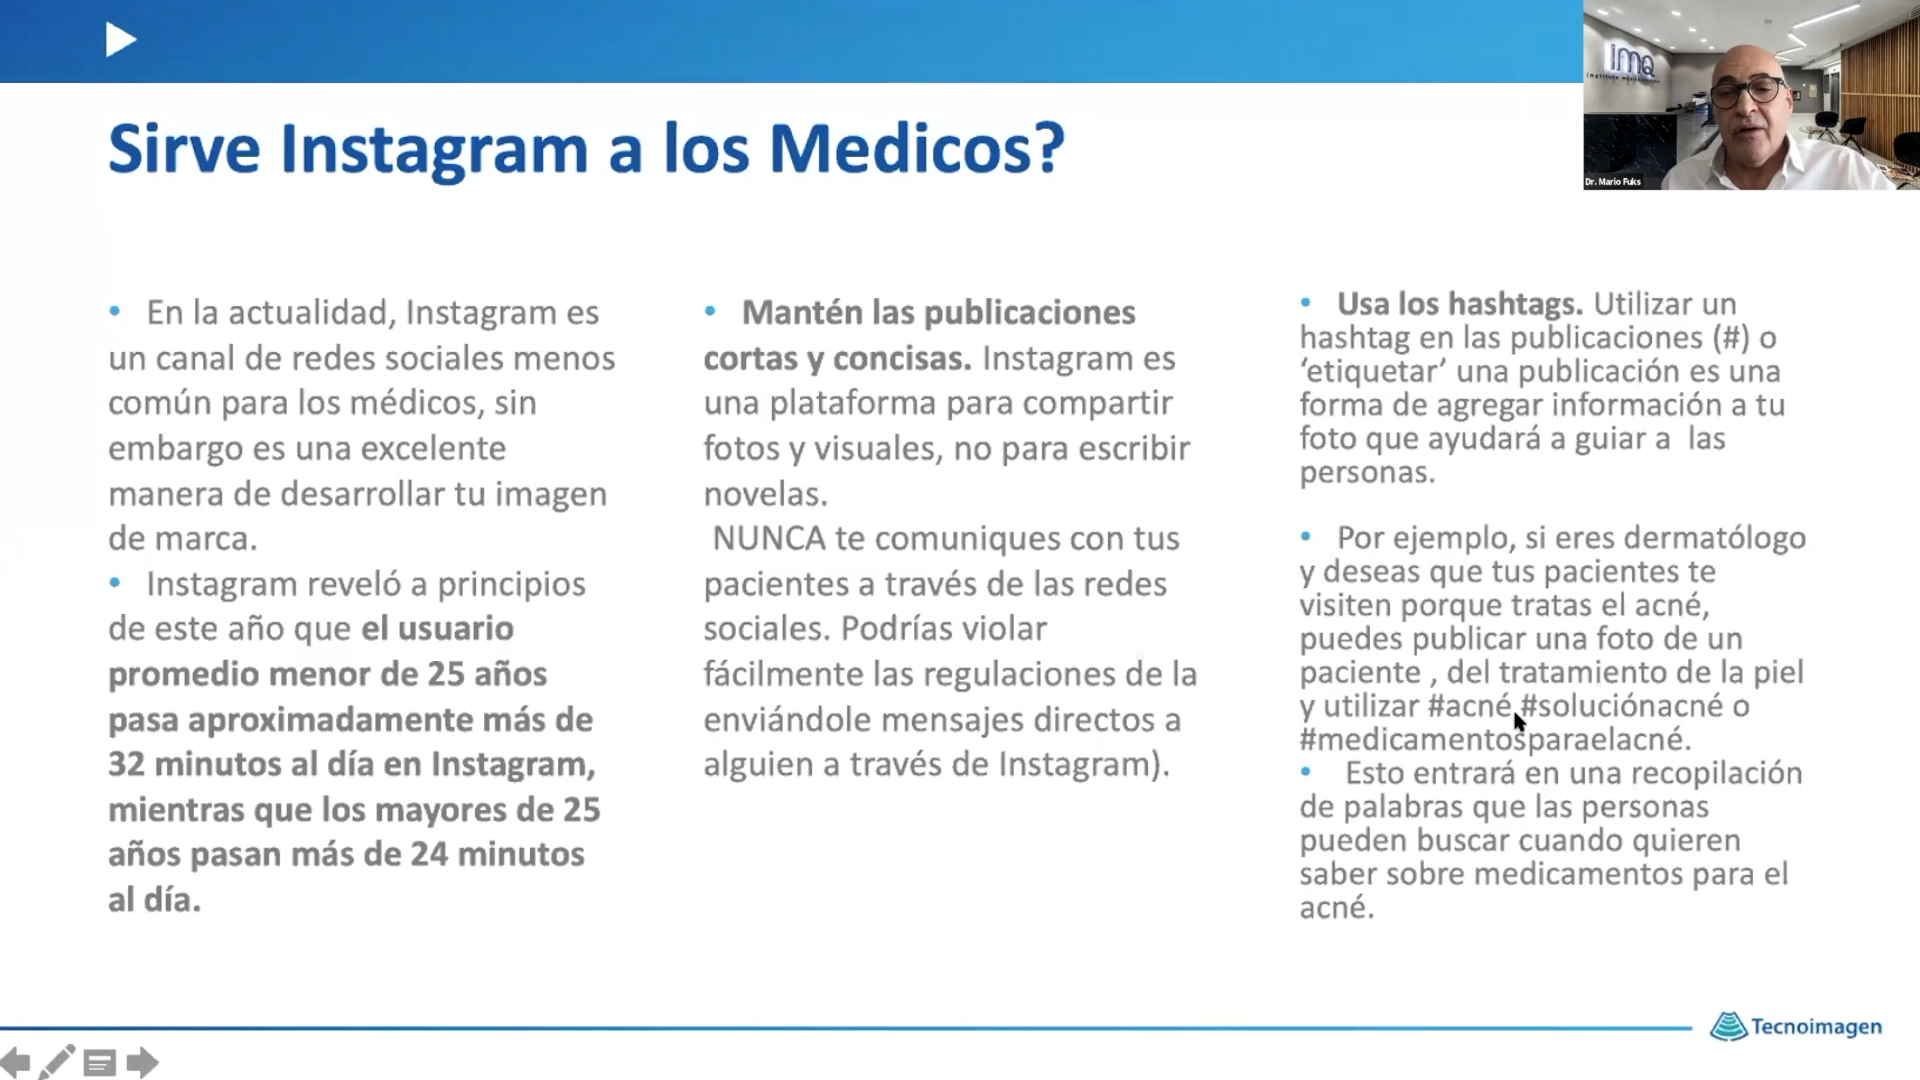 Sirve Instagram a los Medicos?
imQ
Dr. Mario Fuks
• En la actualidad, Instagram es
un canal de redes sociales menos
común para los médicos, sin
embargo es una excelente
manera de desarrollar tu imagen
de marca.
• Instagram reveló a principios
de este año que el usuario
promedio menor de 25 años
pasa aproximadamente más de
32 minutos al día en Instagram,
mientras que los mayores de 25
años pasan más de 24 minutos
al día.
• Mantén las publicaciones
cortas y concisas. Instagram es
una plataforma para compartir
fotos y visuales, no para escribir
novelas.
NUNCA te comuniques con tus
pacientes a través de las redes
sociales. Podrías violar
fácilmente las regulaciones de la
enviándole mensajes directos a
alguien a través de Instagram).
• Usa los hashtags. Utilizar un
hashtag en las publicaciones (#) o
‘etiquetar’ una publicación es una
forma de agregar información a tu
foto que ayudará a guiar a las
personas.
• Por ejemplo, si eres dermatólogo
y deseas que tus pacientes te
visiten porque tratas el acné,
puedes publicar una foto de un
paciente , del tratamiento de la piel
y utilizar #acné,#soluciónacné o
#medicamentosparaelacné.
• Esto entrará en una recopilación
de palabras que las personas
pueden buscar cuando quieren
saber sobre medicamentos para el
acné.
Tecnoimagen